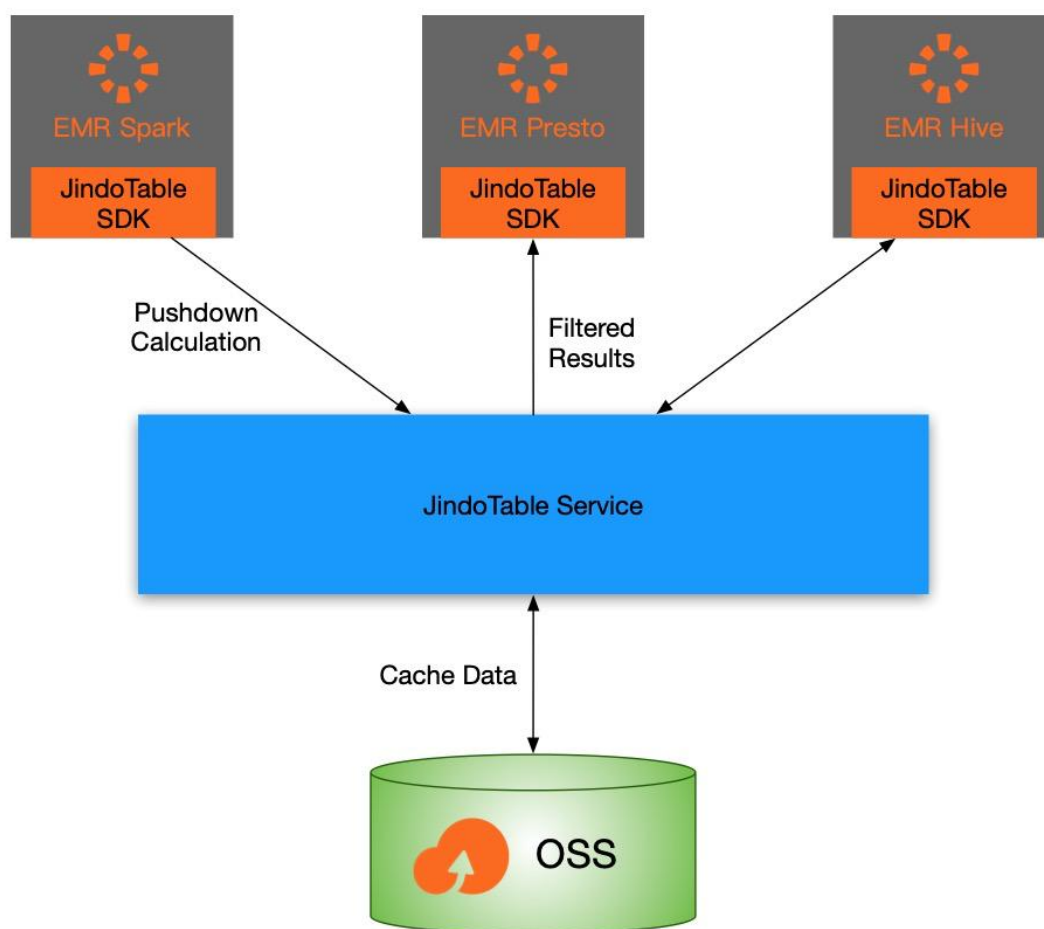 EMR Spark
JindoTable
SDK
EMR Presto
JindoTable
SDK
EMR Hive
JindoTable
SDK
Pushdown
Calculation
Filtered
Results
JindoTable Service
Cache Data
OSS